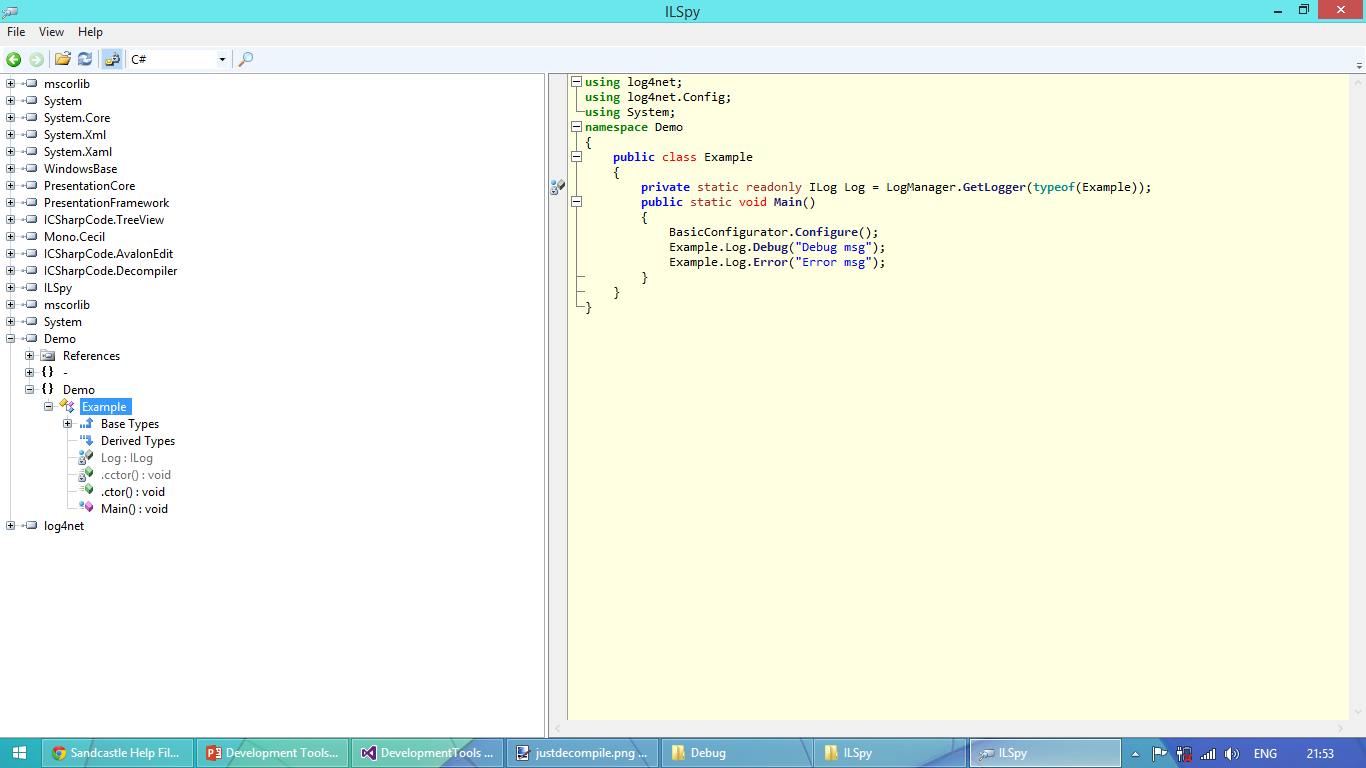 ILSpy
File View Help
C#
mscorlib
System
System.Core
System.Xml
System.Xaml
WindowsBase
PresentationCore
PresentationFramework
ICSharpCode.TreeView
Mono.Cecil
ICSharpCode.AvalonEdit
ICSharpCode.Decompiler
ILSpy
mscorlib
System
Demo
References
{} -
{} Demo
Example
Base Types
Derived Types
Log : ILog
.cctor() : void
.ctor() : void
Main() : void
log4net
using log4net;
using log4net.Config;
using System;
namespace Demo
{
    public class Example
    {
        private static readonly ILog Log = LogManager.GetLogger(typeof(Example));
        public static void Main()
        {
            BasicConfigurator.Configure();
            Example.Log.Debug("Debug msg");
            Example.Log.Error("Error msg");
        }
    }
}
Sandcastle Help Fil... Development Tools... DevelopmentTools ... justdecompile.png ... Debug ILSpy ILSpy ENG 21:53